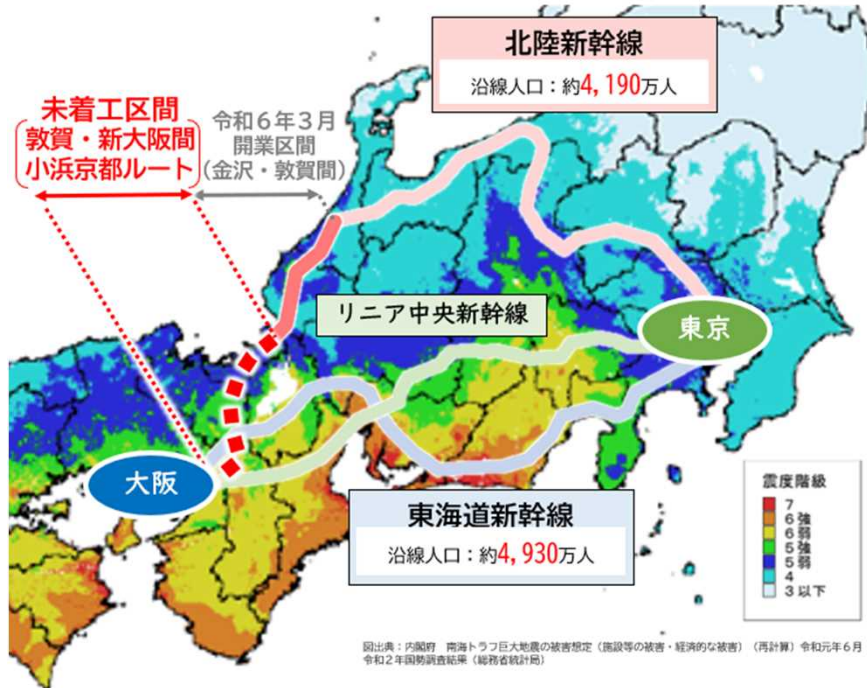 北陸新幹線
沿線人口：約4,190万人
未着工区間
敦賀・新大阪間
小浜京都ルート
令和６年３月
開業区間
(金沢・敦賀間)
リニア中央新幹線
東京
大阪
東海道新幹線
沿線人口：約4,930万人
震度階級
7
6強
6弱
5強
5弱
4
3以下
図出典：内閣府　南海トラフ巨大地震の被害想定（施設等の被害・経済的な被害）（再計算）令和元年６月
令和２年国勢調査結果（総務省統計局）